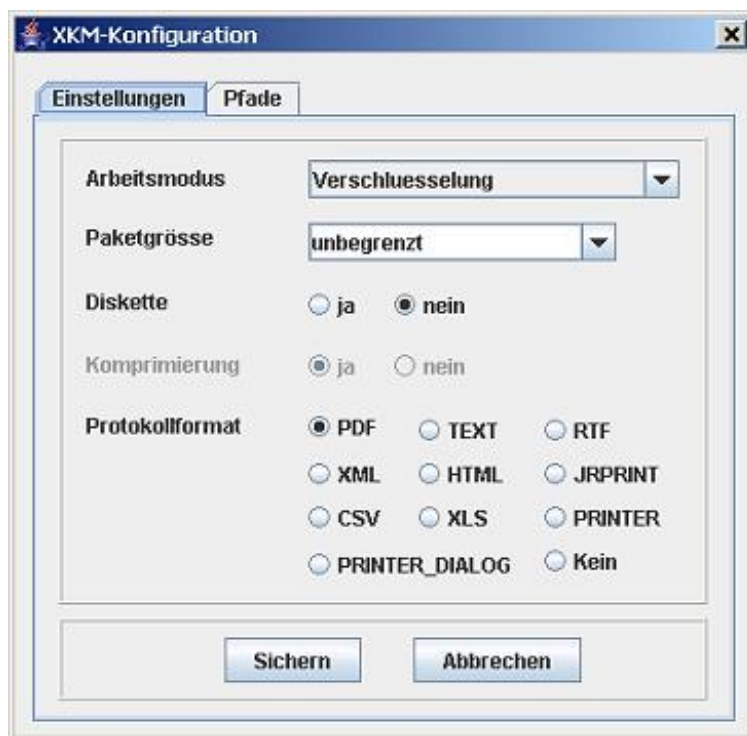 XKM-Konfiguration
Einstellungen Pfade
Arbeitsmodus Verschluesselung
Paketgrösse unbegrenzt
Diskette ja nein
Komprimierung ja nein
Protokollformat PDF TEXT RTF
XML HTML JRPRINT
CSV XLS PRINTER
PRINTER_DIALOG Kein
Sichern Abbrechen